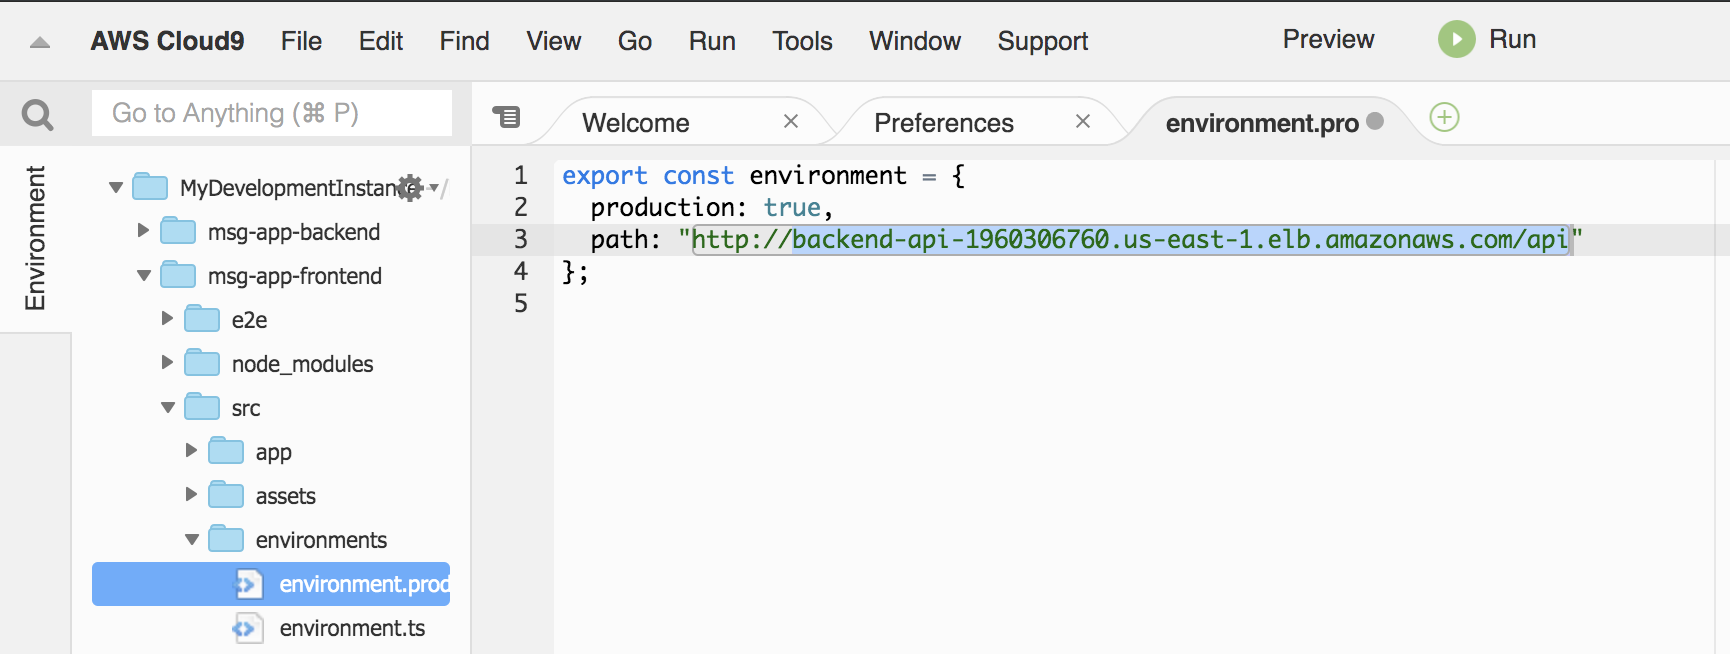 AWS Cloud9 File Edit Find View Go Run Tools Window Support Preview Run
Go to Anything (⌘ P)
Welcome Preferences environment.pro
Environment
MyDevelopmentInstance - /
msg-app-backend
msg-app-frontend
e2e
node_modules
src
app
assets
environments
environment.prod
environment.ts
1 export const environment = {
2 production: true,
3 path: "http://backend-api-1960306760.us-east-1.elb.amazonaws.com/api"
4 };
5